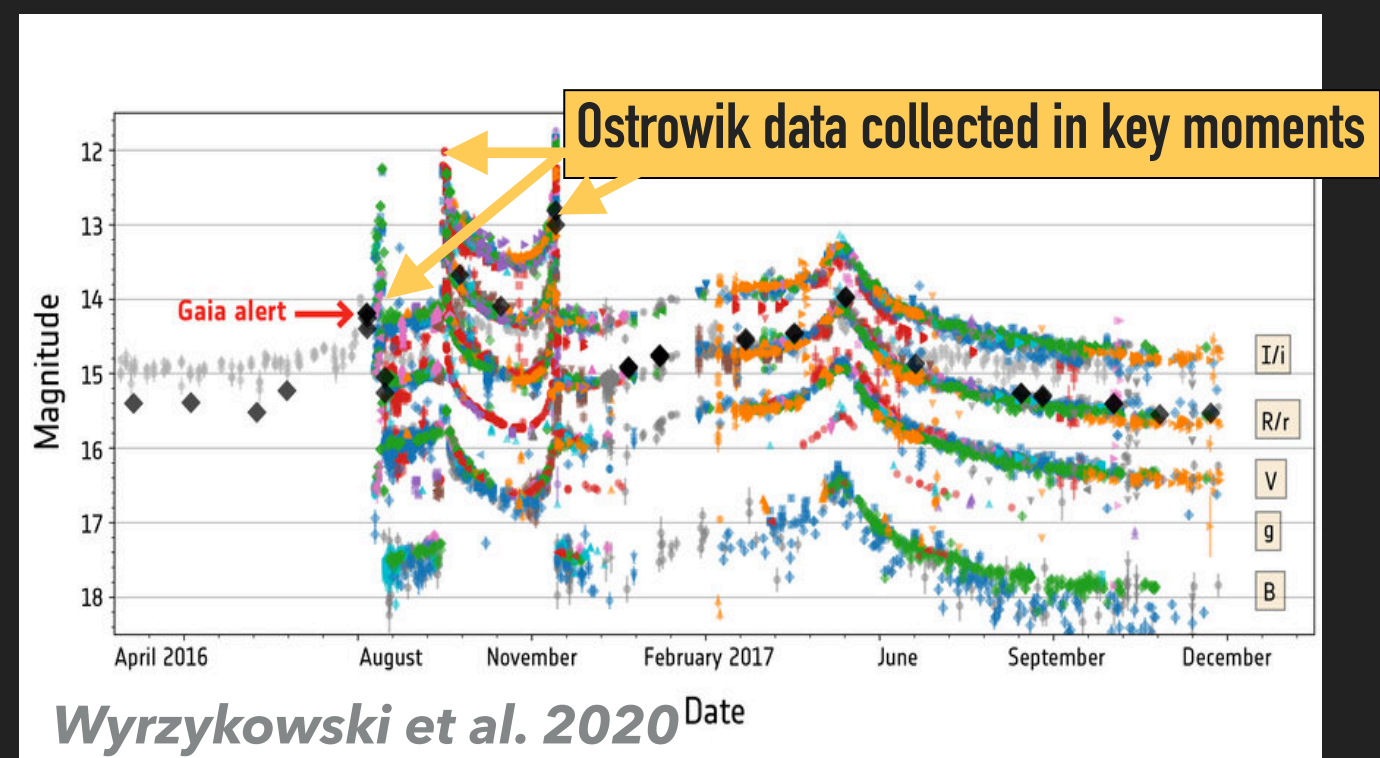 Ostrowik data collected in key moments
Magnitude
12
13
14
15
16
17
18
Gaia alert
I/i
R/r
V
g
B
April 2016 August November February 2017 June September December
Date
Wyrzykowski et al. 2020